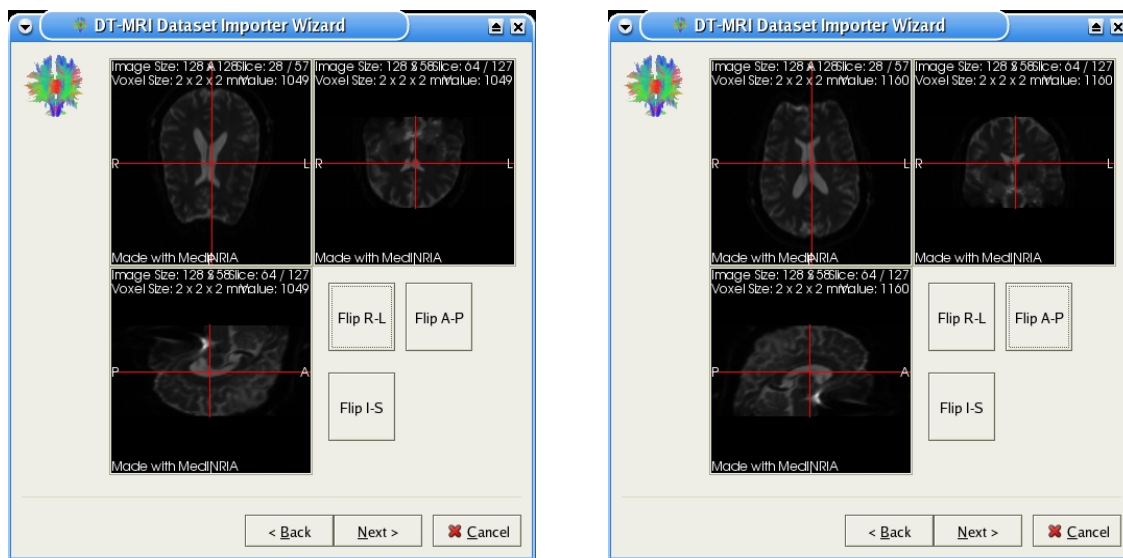 DT-MRI Dataset Importer Wizard
Image Size: 128 x 128 Slice: 28 / 57
Voxel Size: 2 x 2 x 2 mm Value: 1049
A
R
L
P
Made with MedINRIA
Image Size: 128 x 58 Slice: 64 / 127
Voxel Size: 2 x 2 x 2 mm Value: 1049
S
R
L
Made with MedINRIA
Image Size: 128 x 58 Slice: 64 / 127
Voxel Size: 2 x 2 x 2 mm Value: 1049
S
P
A
Made with MedINRIA
Flip R-L
Flip A-P
Flip I-S
< Back
Next >
Cancel
DT-MRI Dataset Importer Wizard
Image Size: 128 x 128 Slice: 28 / 57
Voxel Size: 2 x 2 x 2 mm Value: 1160
A
R
L
Made with MedINRIA
Image Size: 128 x 58 Slice: 64 / 127
Voxel Size: 2 x 2 x 2 mm Value: 1160
S
R
L
Made with MedINRIA
Image Size: 128 x 58 Slice: 64 / 127
Voxel Size: 2 x 2 x 2 mm Value: 1160
S
P
A
Made with MedINRIA
Flip R-L
Flip A-P
Flip I-S
< Back
Next >
Cancel